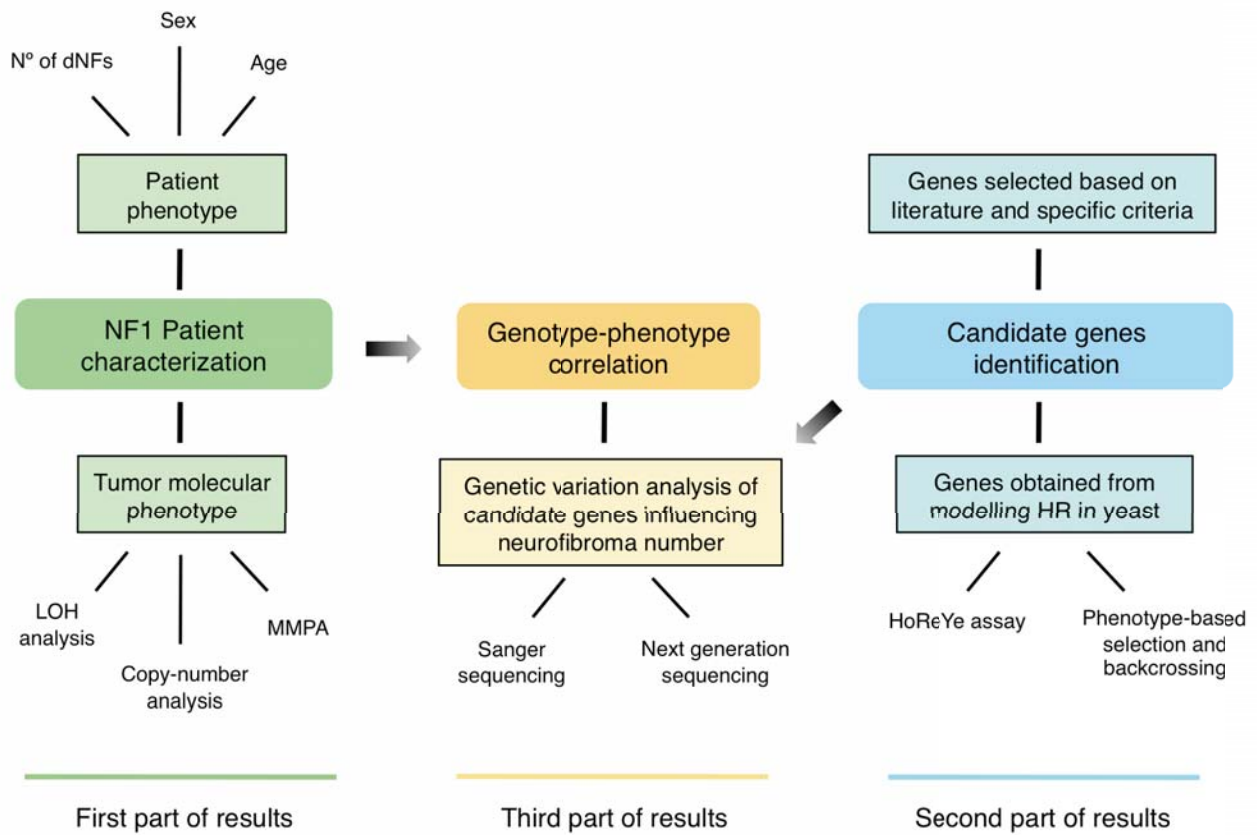 Sex
Nº of dNFs
Age
Patient
phenotype
NF1 Patient
characterization
Tumor molecular
phenotype
LOH
analysis
Copy-number
analysis
MMPA
First part of results
Genotype-phenotype
correlation
Genetic variation analysis of
candidate genes influencing
neurofibroma number
Sanger
sequencing
Next generation
sequencing
Third part of results
Genes selected based on
literature and specific criteria
Candidate genes
identification
Genes obtained from
modelling HR in yeast
HoReYe assay
Phenotype-based
selection and
backcrossing
Second part of results